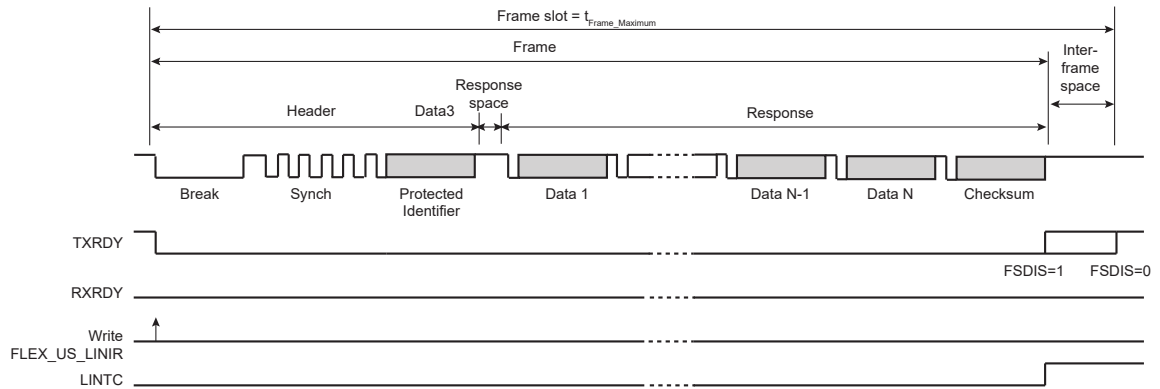 Frame slot = tFrame_Maximum
Frame
Inter-
frame
space
Response
space
Header
Data3
Response
Break
Synch
Protected
Identifier
Data 1
Data N-1
Data N
Checksum
TXRDY
FSDIS=1
FSDIS=0
RXRDY
Write
FLEX_US_LINIR
LINTC